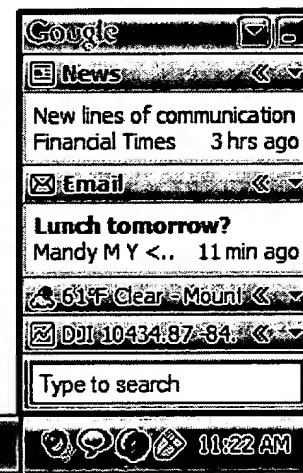 Google
News
New lines of communication
Financial Times 3 hrs ago
Email
Lunch tomorrow?
Mandy M Y <.. 11 min ago
61°F Clear - Mount
DJI 10434.87 -84.
Type to search
11:22 AM